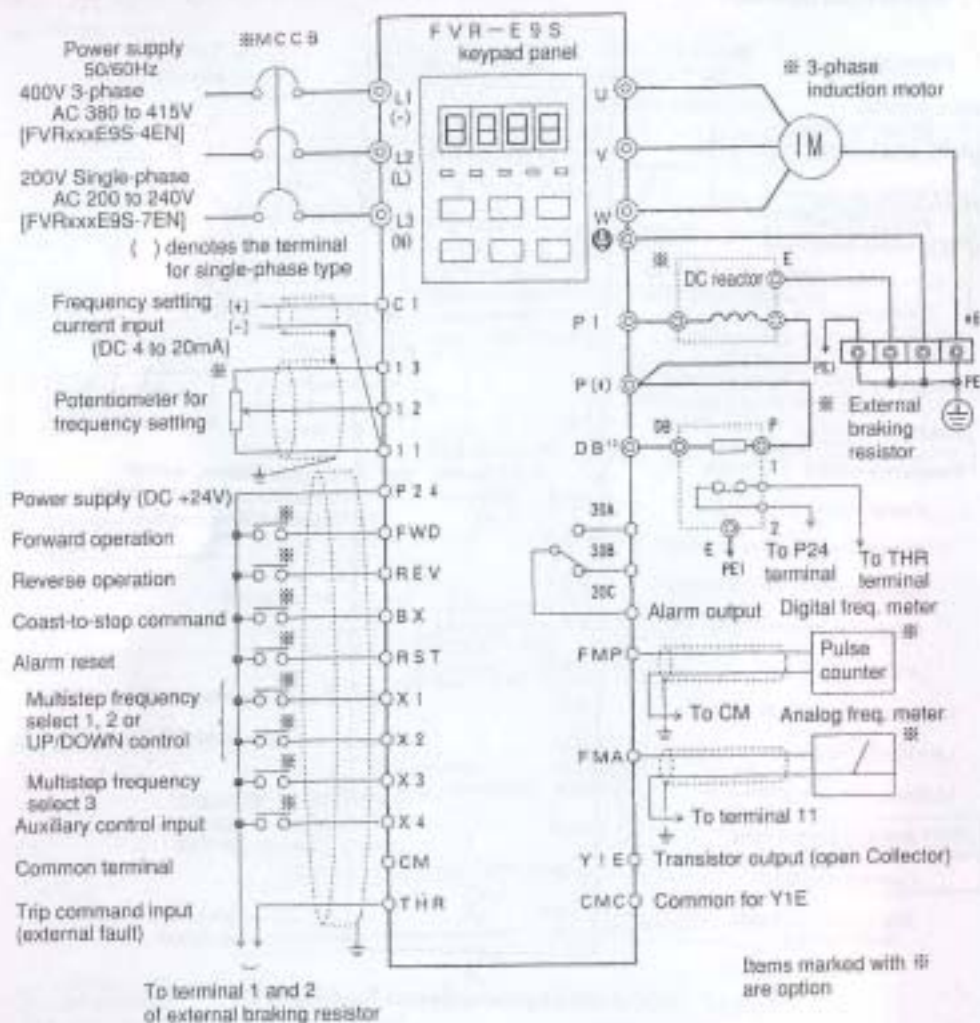 FVR-E9S
keypad panel
※MCCB
Power supply
50/60Hz
400V 3-phase
AC 380 to 415V
[FVRxxxE9S-4EN]
200V Single-phase
AC 200 to 240V
[FVRxxxE9S-7EN]
( ) denotes the terminal
for single-phase type
L1
(-)
L2
(L)
L3
(N)
8888
U
V
W
※ 3-phase
induction motor
IM
Frequency setting
current input
(DC 4 to 20mA)
(+)
(-)
C1
※
13
12
11
Potentiometer for
frequency setting
Power supply (DC +24V)
P24
Forward operation
※
FWD
Reverse operation
※
REV
Coast-to-stop command
※
BX
Alarm reset
※
RST
Multistep frequency
select 1, 2 or
UP/DOWN control
※
X1
※
X2
Multistep frequency
select 3
※
X3
Auxiliary control input
※
X4
Common terminal
CM
Trip command input
(external fault)
THR
To terminal 1 and 2
of external braking resistor
※
DC reactor
E
P1
P(+)
PE
※ External
braking
resistor
DB
DB
P
1
2
E
PE1
To P24
terminal
To THR
terminal
30A
30B
Alarm output
Digital freq. meter
※
FMP
Pulse
counter
To CM
Analog freq. meter
※
FMA
To terminal 11
Y1E
Transistor output (open Collector)
CMC
Common for Y1E
Items marked with ※
are option